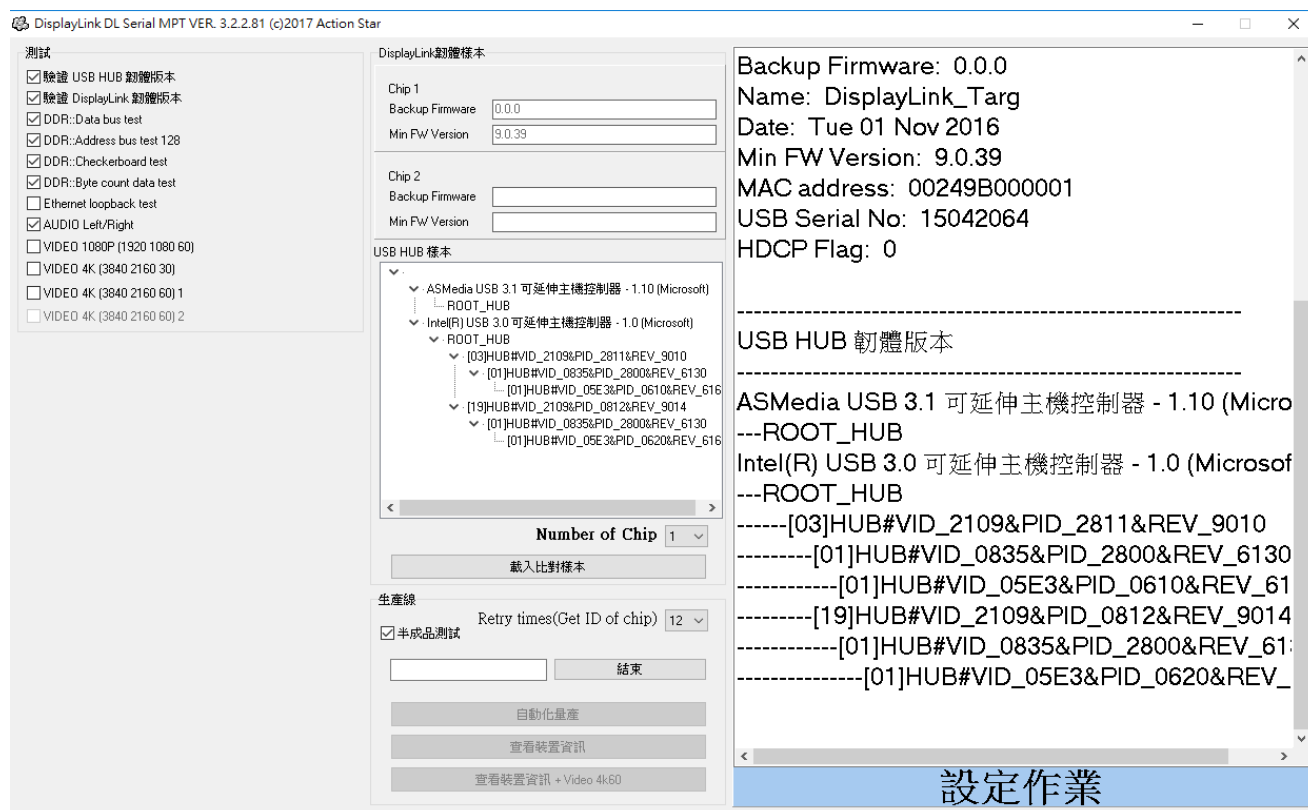 DisplayLink DL Serial MPT VER. 3.2.2.81 (c)2017 Action Star
測試
驗證 USB HUB 韌體版本
驗證 DisplayLink 韌體版本
DDR::Data bus test
DDR::Address bus test 128
DDR::Checkerboard test
DDR::Byte count data test
Ethernet loopback test
AUDIO Left/Right
VIDEO 1080P (1920 1080 60)
VIDEO 4K (3840 2160 30)
VIDEO 4K (3840 2160 60) 1
VIDEO 4K (3840 2160 60) 2
DisplayLink韌體樣本
Chip 1
Backup Firmware 0.0.0
Min FW Version 9.0.39
Chip 2
Backup Firmware
Min FW Version
USB HUB 樣本
ASMedia USB 3.1 可延伸主機控制器 - 1.10 (Microsoft)
ROOT_HUB
Intel(R) USB 3.0 可延伸主機控制器 - 1.0 (Microsoft)
ROOT_HUB
[03]HUB#VID_2109&PID_2811&REV_9010
[01]HUB#VID_0835&PID_2800&REV_6130
[01]HUB#VID_05E3&PID_0610&REV_616
[19]HUB#VID_2109&PID_0812&REV_9014
[01]HUB#VID_0835&PID_2800&REV_6130
[01]HUB#VID_05E3&PID_0620&REV_616
Number of Chip 1
載入比對樣本
生產線
Retry times(Get ID of chip) 12
半成品測試
結束
自動化量產
查看裝置資訊
查看裝置資訊 + Video 4k60
Backup Firmware: 0.0.0
Name: DisplayLink_Targ
Date: Tue 01 Nov 2016
Min FW Version: 9.0.39
MAC address: 00249B000001
USB Serial No: 15042064
HDCP Flag: 0
------------------------------------------------------------
USB HUB 韌體版本
------------------------------------------------------------
ASMedia USB 3.1 可延伸主機控制器 - 1.10 (Micro
---ROOT_HUB
Intel(R) USB 3.0 可延伸主機控制器 - 1.0 (Microsof
---ROOT_HUB
------[03]HUB#VID_2109&PID_2811&REV_9010
---------[01]HUB#VID_0835&PID_2800&REV_6130
------------[01]HUB#VID_05E3&PID_0610&REV_61
---------[19]HUB#VID_2109&PID_0812&REV_9014
------------[01]HUB#VID_0835&PID_2800&REV_61
---------------[01]HUB#VID_05E3&PID_0620&REV_
設定作業